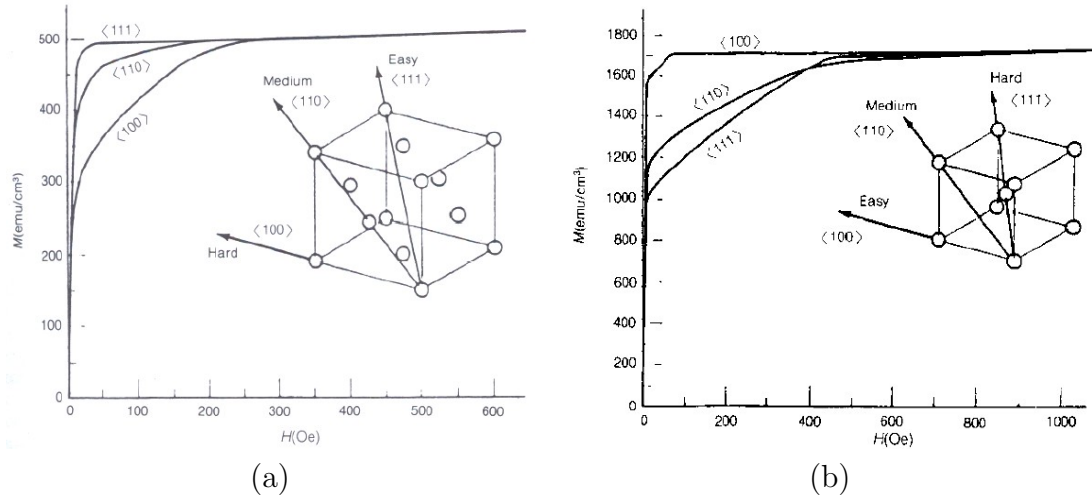 500
400
300
200
100
0
M(emu/cm³)
⟨111⟩
⟨110⟩
⟨100⟩
Medium
⟨110⟩
Easy
⟨111⟩
⟨100⟩
Hard
0 100 200 300 400 500 600
H(Oe)
(a)
1800
1600
1400
1200
1000
800
600
400
200
0
M(emu/cm³)
⟨100⟩
⟨110⟩
⟨111⟩
Hard
⟨111⟩
Medium
⟨110⟩
Easy
⟨100⟩
0 200 400 600 800 1000
H(Oe)
(b)